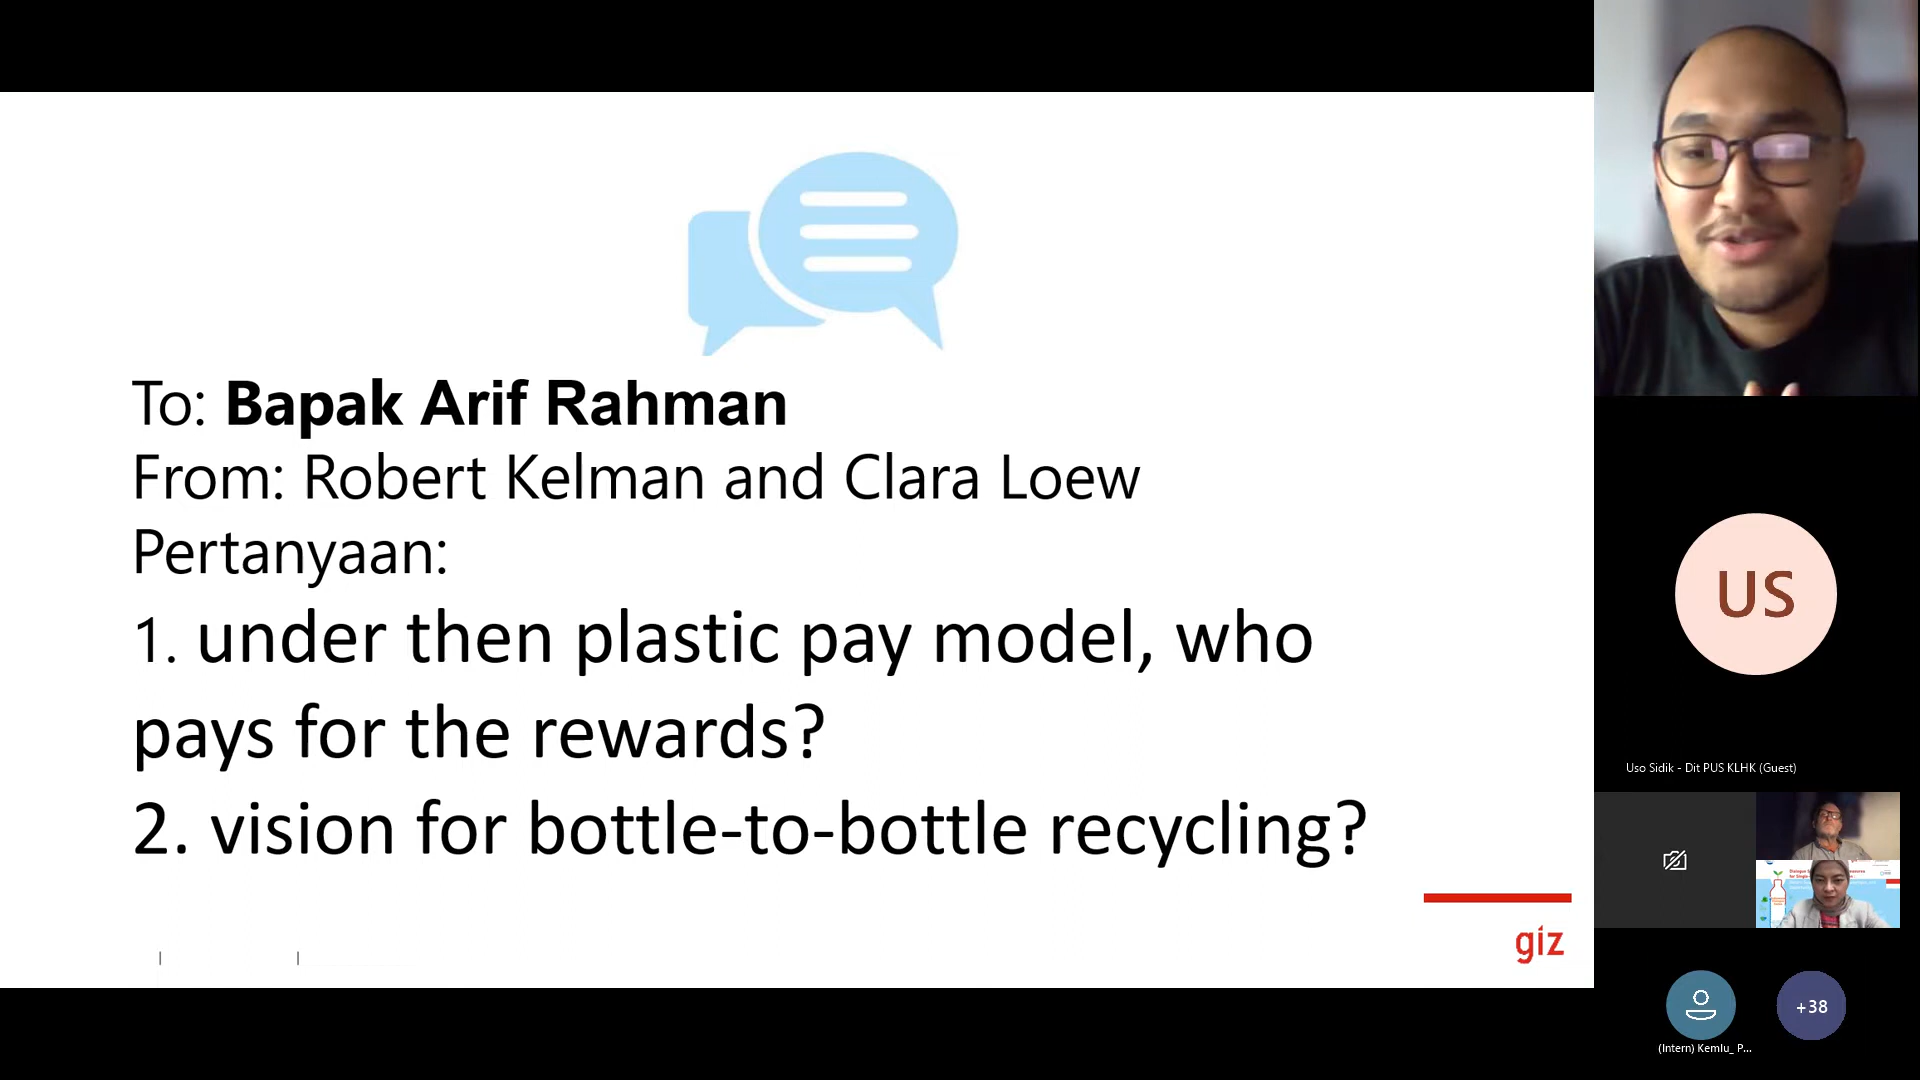 To: Bapak Arif Rahman
From: Robert Kelman and Clara Loew
Pertanyaan:
1. under then plastic pay model, who
pays for the rewards?
2. vision for bottle-to-bottle recycling?
giz
US
Uso Sidik - Dit PUS KLHK (Guest)
+38
(Intern) Kemlu_ P...